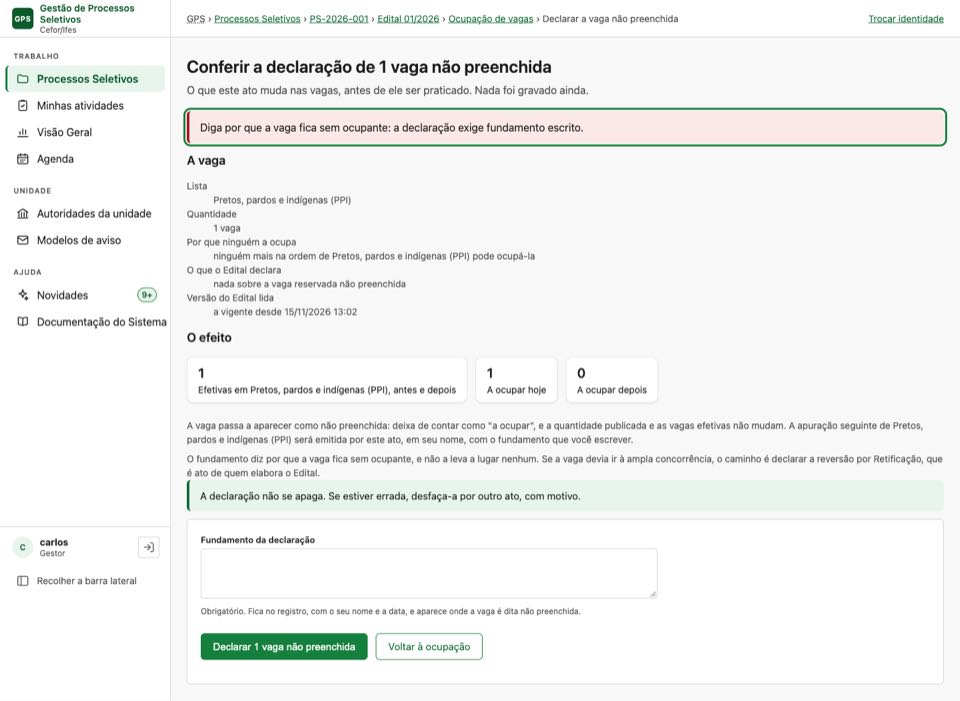 GPS
Gestão de Processos
Seletivos
Cefor/Ifes
GPS › Processos Seletivos › PS-2026-001 › Edital 01/2026 › Ocupação de vagas › Declarar a vaga não preenchida
Trocar identidade
TRABALHO
Processos Seletivos
Minhas atividades
Visão Geral
Agenda
UNIDADE
Autoridades da unidade
Modelos de aviso
AJUDA
Novidades
9+
Documentação do Sistema
C
carlos
Gestor
Recolher a barra lateral
Conferir a declaração de 1 vaga não preenchida
O que este ato muda nas vagas, antes de ele ser praticado. Nada foi gravado ainda.
Diga por que a vaga fica sem ocupante: a declaração exige fundamento escrito.
A vaga
Lista
Pretos, pardos e indígenas (PPI)
Quantidade
1 vaga
Por que ninguém a ocupa
ninguém mais na ordem de Pretos, pardos e indígenas (PPI) pode ocupá-la
O que o Edital declara
nada sobre a vaga reservada não preenchida
Versão do Edital lida
a vigente desde 15/11/2026 13:02
O efeito
1
Efetivas em Pretos, pardos e indígenas (PPI), antes e depois
1
A ocupar hoje
0
A ocupar depois
A vaga passa a aparecer como não preenchida: deixa de contar como "a ocupar", e a quantidade publicada e as vagas efetivas não mudam. A apuração seguinte de Pretos,
pardos e indígenas (PPI) será emitida por este ato, em seu nome, com o fundamento que você escrever.
O fundamento diz por que a vaga fica sem ocupante, e não a leva a lugar nenhum. Se a vaga devia ir à ampla concorrência, o caminho é declarar a reversão por Retificação, que
é ato de quem elabora o Edital.
A declaração não se apaga. Se estiver errada, desfaça-a por outro ato, com motivo.
Fundamento da declaração
Obrigatório. Fica no registro, com o seu nome e a data, e aparece onde a vaga é dita não preenchida.
Declarar 1 vaga não preenchida
Voltar à ocupação